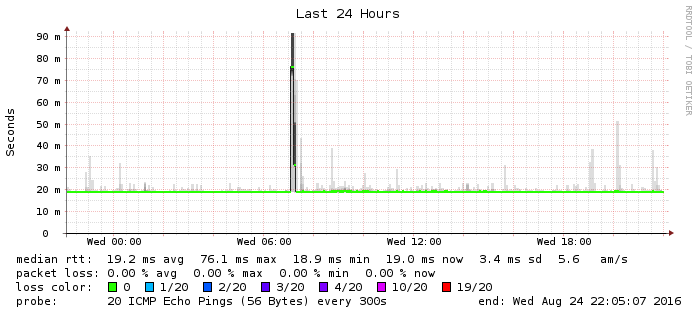 Last 24 Hours
RRDTOOL / TOBI OETIKER
Seconds
90 m
80 m
70 m
60 m
50 m
40 m
30 m
20 m
10 m
0
Wed 00:00 Wed 06:00 Wed 12:00 Wed 18:00
median rtt: 19.2 ms avg 76.1 ms max 18.9 ms min 19.0 ms now 3.4 ms sd 5.6 am/s
packet loss: 0.00 % avg 0.00 % max 0.00 % min 0.00 % now
loss color: 0 1/20 2/20 3/20 4/20 10/20 19/20
probe: 20 ICMP Echo Pings (56 Bytes) every 300s end: Wed Aug 24 22:05:07 2016